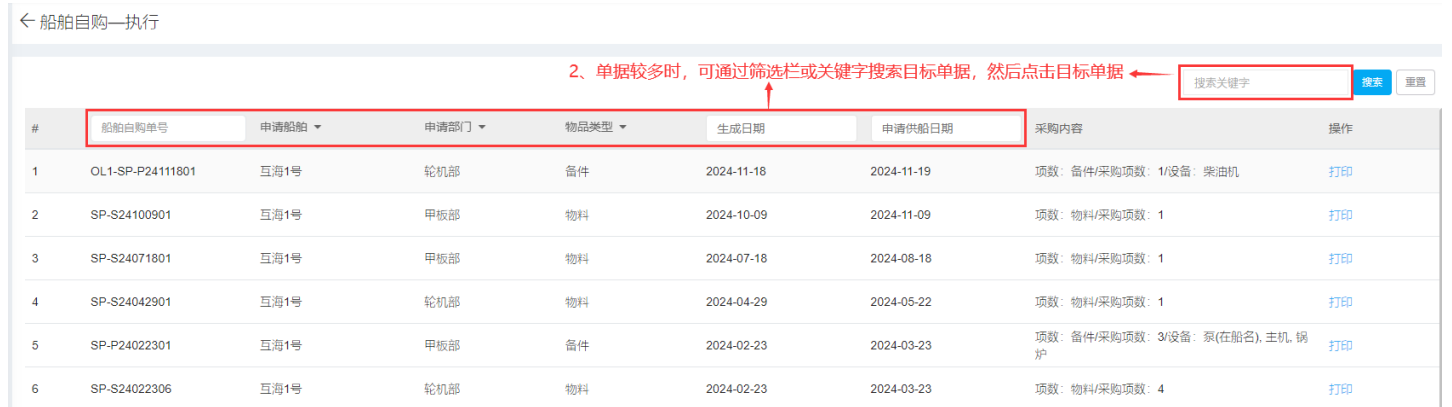 ←船舶自购—执行
2、单据较多时，可通过筛选栏或关键字搜索目标单据，然后点击目标单据
搜索关键字 搜索 重置
# 船舶自购单号 申请船舶 申请部门 物品类型 生成日期 申请供船日期 采购内容 操作
1 OL1-SP-P24111801 互海1号 轮机部 备件 2024-11-18 2024-11-19 项数：备件/采购项数：1/设备：柴油机 打印
2 SP-S24100901 互海1号 甲板部 物料 2024-10-09 2024-11-09 项数：物料/采购项数：1 打印
3 SP-S24071801 互海1号 甲板部 物料 2024-07-18 2024-08-18 项数：物料/采购项数：1 打印
4 SP-S24042901 互海1号 轮机部 物料 2024-04-29 2024-05-22 项数：物料/采购项数：1 打印
5 SP-P24022301 互海1号 甲板部 备件 2024-02-23 2024-03-23 项数：备件/采购项数：3/设备：泵(在船名), 主机, 锅
炉 打印
6 SP-S24022306 互海1号 轮机部 物料 2024-02-23 2024-03-23 项数：物料/采购项数：4 打印